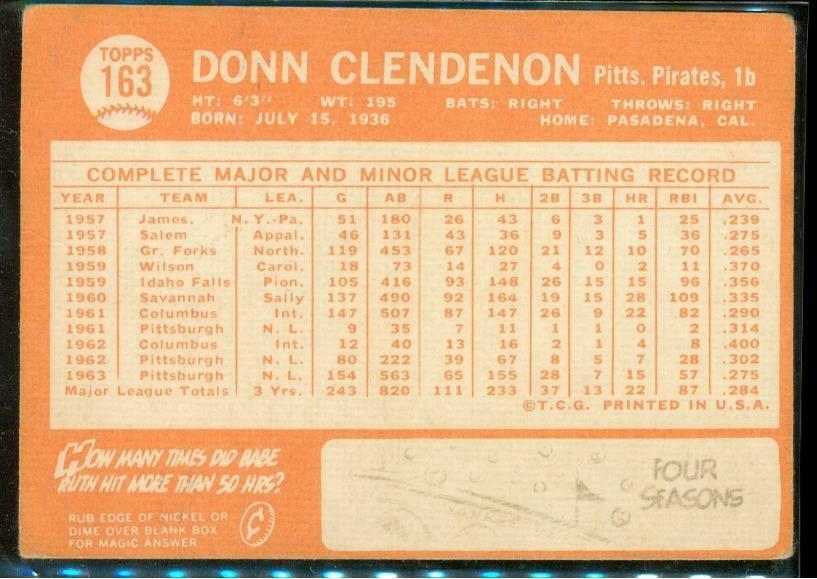 TOPPS
163
DONN CLENDENON Pitts. Pirates, 1b
HT: 6'3" WT: 195 BATS: RIGHT THROWS: RIGHT
BORN: JULY 15, 1936 HOME: PASADENA, CAL.
COMPLETE MAJOR AND MINOR LEAGUE BATTING RECORD
YEAR TEAM LEA. G AB R H 2B 3B HR RBI AVG.
1957 James. N.Y.-Pa. 51 180 26 43 6 3 1 25 .239
1957 Salem Appal. 46 131 43 36 9 3 5 36 .275
1958 Gr. Forks North. 119 453 67 120 21 12 10 70 .265
1959 Wilson Carol. 18 73 14 27 4 0 2 11 .370
1959 Idaho Falls Pion. 105 416 93 148 26 15 15 96 .356
1960 Savannah Sally 137 490 92 164 19 15 28 109 .335
1961 Columbus Int. 147 507 87 147 26 9 22 82 .290
1961 Pittsburgh N. L. 9 35 7 11 1 1 0 2 .314
1962 Columbus Int. 12 40 13 16 2 1 4 8 .400
1962 Pittsburgh N. L. 80 222 39 67 8 5 7 28 .302
1963 Pittsburgh N. L. 154 563 65 155 28 7 15 57 .275
Major League Totals 3 Yrs. 243 820 111 233 37 13 22 87 .284
©T.C.G. PRINTED IN U.S.A.
HOW MANY TIMES DID BABE
RUTH HIT MORE THAN 50 HRS?
RUB EDGE OF NICKEL OR
DIME OVER BLANK BOX
FOR MAGIC ANSWER
FOUR
SEASONS